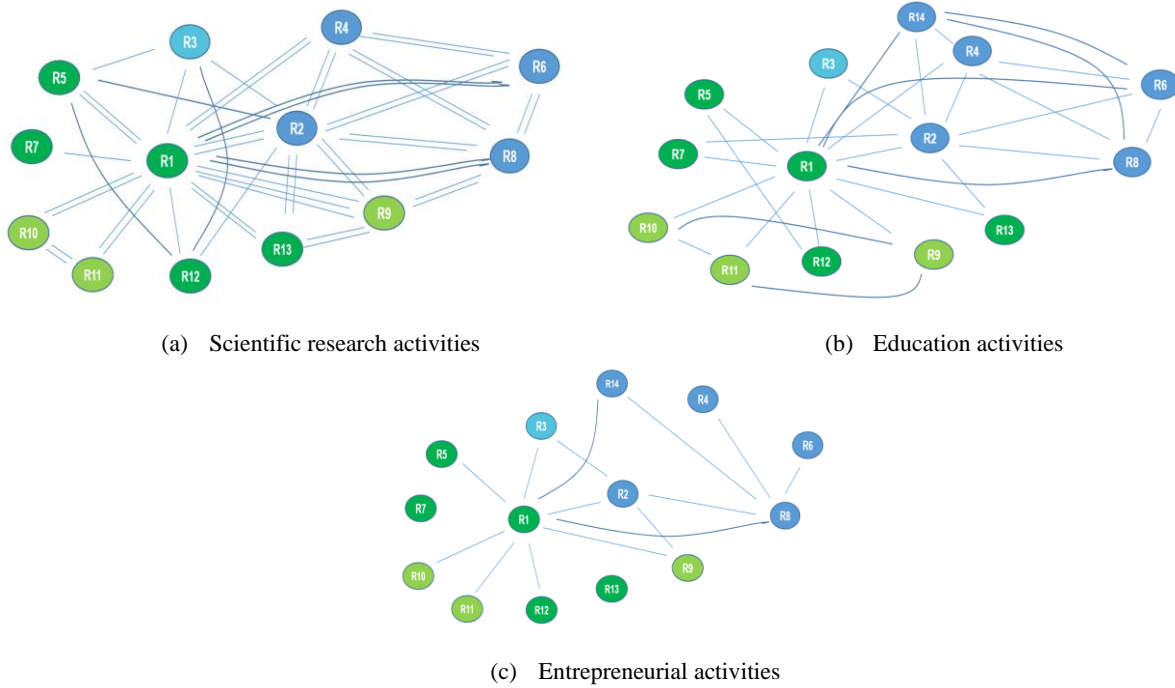 R4
R3
R6
R5
R2
R7
R1
R8
R9
R10
R13
R11
R12
(a) Scientific research activities
R14
R4
R3
R6
R5
R2
R7
R1
R8
R10
R13
R9
R12
R11
(b) Education activities
R14
R4
R3
R6
R5
R2
R7
R1
R8
R10
R9
R13
R11
R12
(c) Entrepreneurial activities